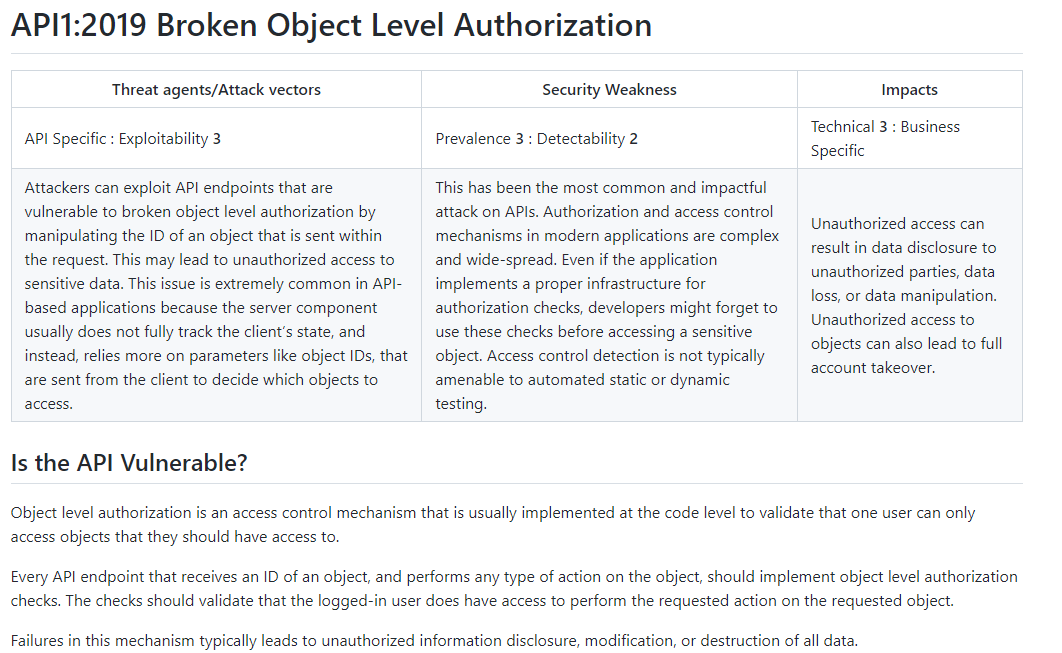 API1:2019 Broken Object Level Authorization
Threat agents/Attack vectors
Security Weakness
Impacts
API Specific : Exploitability 3
Prevalence 3 : Detectability 2
Technical 3 : Business
Specific
Attackers can exploit API endpoints that are
vulnerable to broken object level authorization by
manipulating the ID of an object that is sent within
the request. This may lead to unauthorized access to
sensitive data. This issue is extremely common in API-
based applications because the server component
usually does not fully track the client’s state, and
instead, relies more on parameters like object IDs, that
are sent from the client to decide which objects to
access.
This has been the most common and impactful
attack on APIs. Authorization and access control
mechanisms in modern applications are complex
and wide-spread. Even if the application
implements a proper infrastructure for
authorization checks, developers might forget to
use these checks before accessing a sensitive
object. Access control detection is not typically
amenable to automated static or dynamic
testing.
Unauthorized access can
result in data disclosure to
unauthorized parties, data
loss, or data manipulation.
Unauthorized access to
objects can also lead to full
account takeover.
Is the API Vulnerable?
Object level authorization is an access control mechanism that is usually implemented at the code level to validate that one user can only
access objects that they should have access to.
Every API endpoint that receives an ID of an object, and performs any type of action on the object, should implement object level authorization
checks. The checks should validate that the logged-in user does have access to perform the requested action on the requested object.
Failures in this mechanism typically leads to unauthorized information disclosure, modification, or destruction of all data.